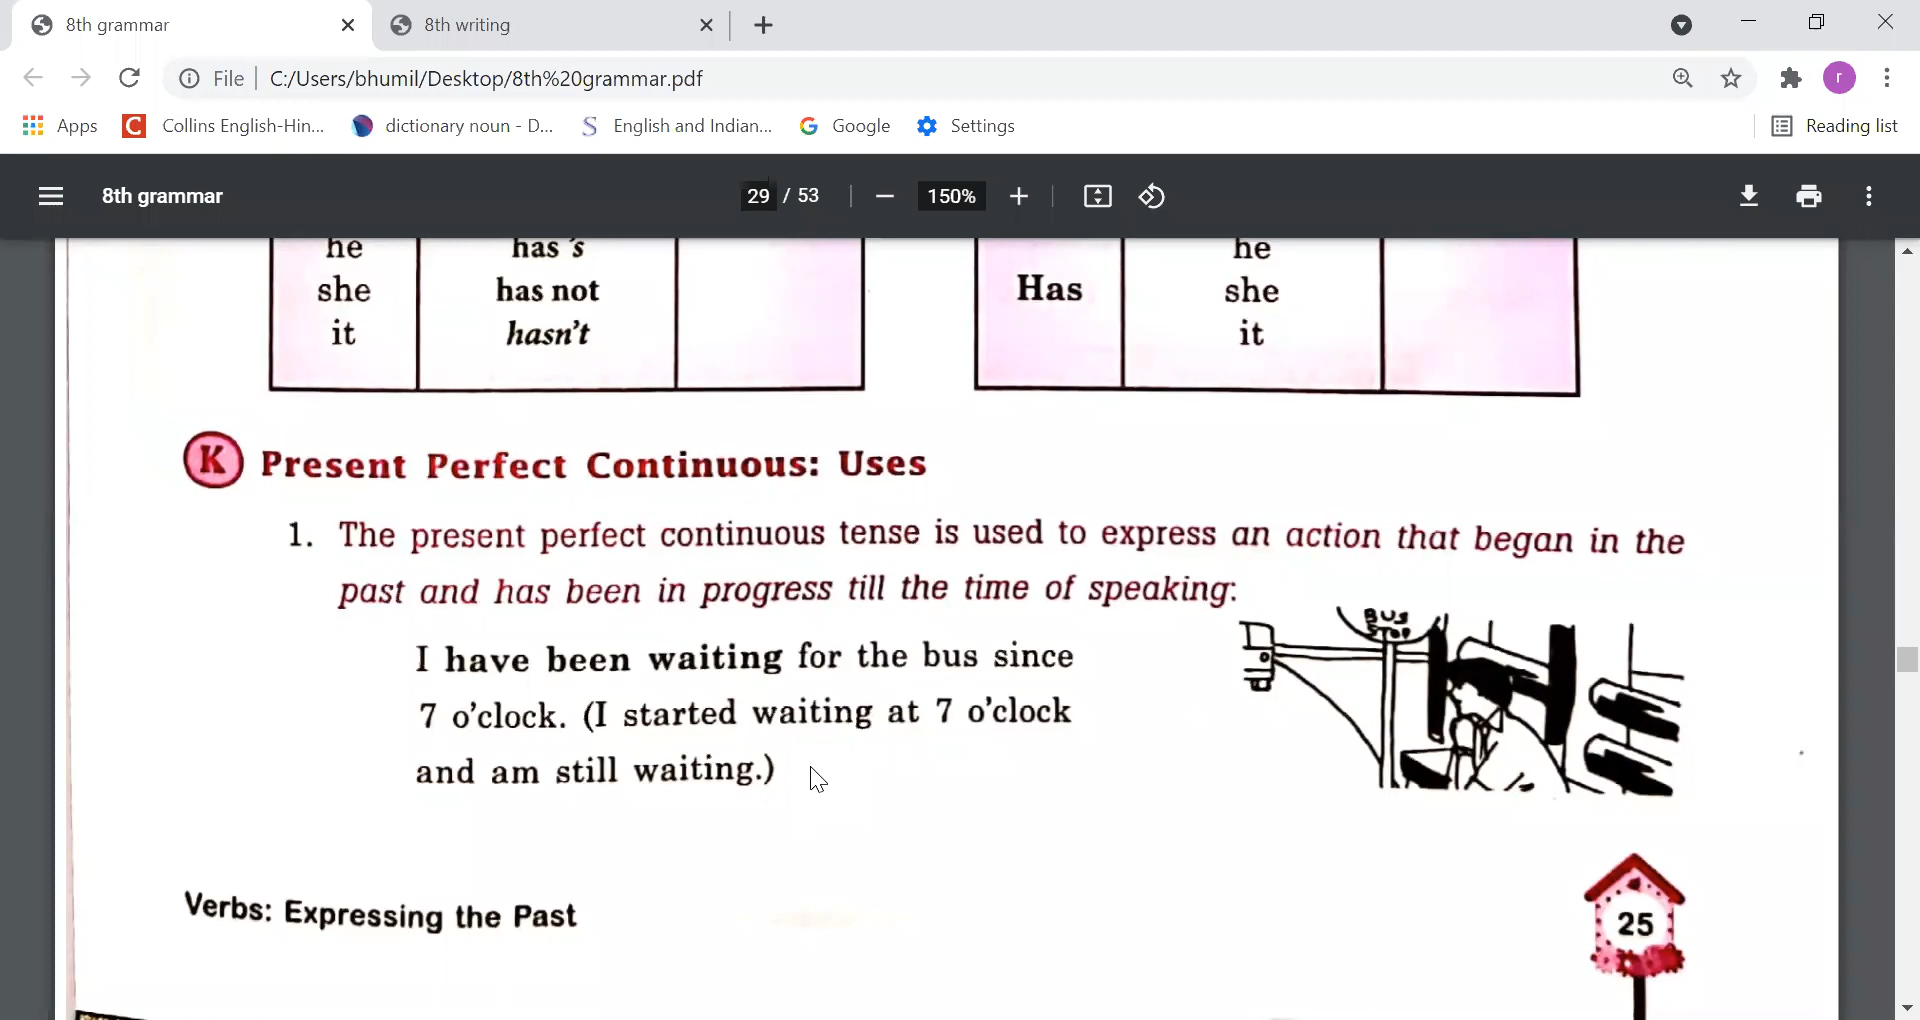 8th grammar
8th writing
File
C:/Users/bhumil/Desktop/8th%20grammar.pdf
r
Apps
C
Collins English-Hin...
dictionary noun - D...
S
English and Indian...
G
Google
Settings
Reading list
8th grammar
29 / 53
150%
he has 's
she has not
it hasn't
he
Has she
it
K Present Perfect Continuous: Uses
1. The present perfect continuous tense is used to express an action that began in the
past and has been in progress till the time of speaking:
I have been waiting for the bus since
7 o'clock. (I started waiting at 7 o'clock
and am still waiting.)
BUS
STOP
Verbs: Expressing the Past
25